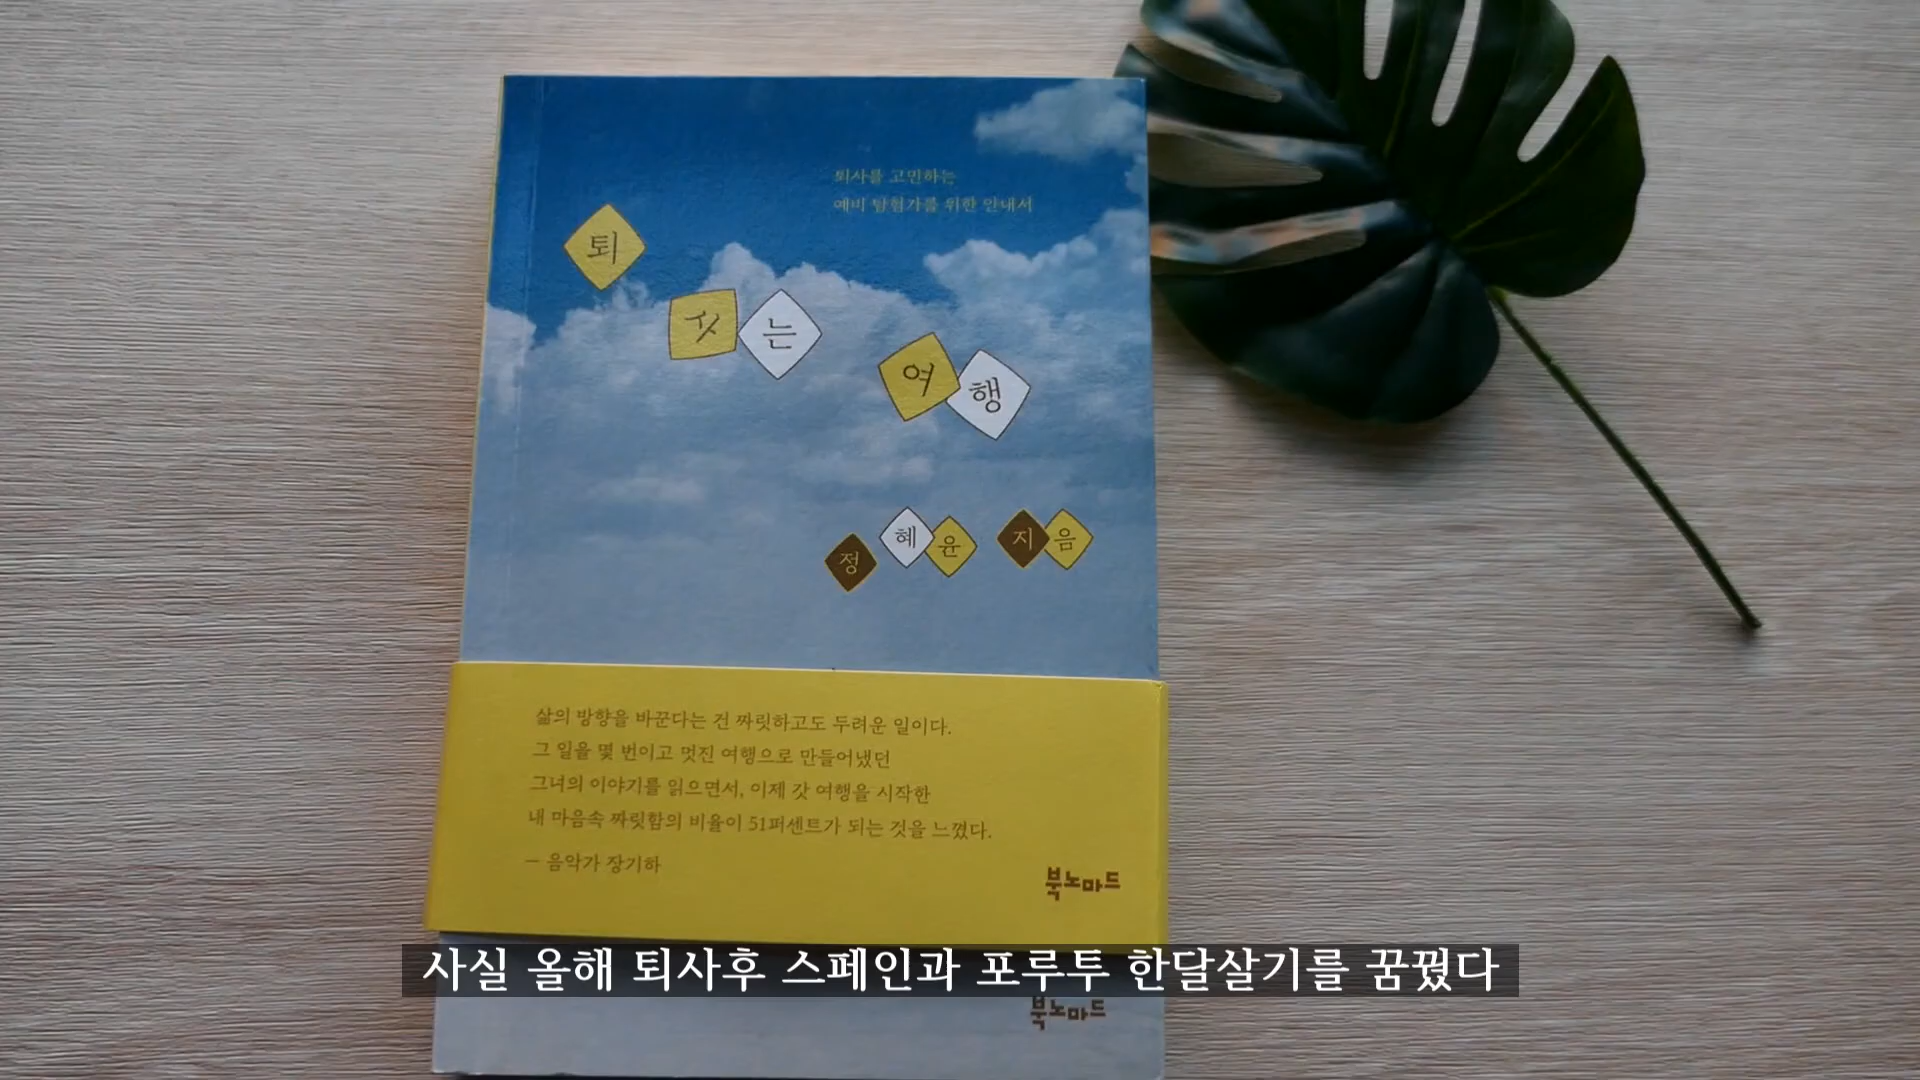 퇴사를 고민하는
예비 탐험가를 위한 안내서
퇴
사는 여행
정혜윤 지음
삶의 방향을 바꾼다는 건 짜릿하고도 두려운 일이다.
그 일을 몇 번이고 멋진 여행으로 만들어냈던
그녀의 이야기를 읽으면서, 이제 갓 여행을 시작한
내 마음속 짜릿함의 비율이 51퍼센트가 되는 것을 느꼈다.
– 음악가 장기하
북노마드
사실 올해 퇴사후 스페인과 포루투 한달살기를 꿈꿨다
북노마드